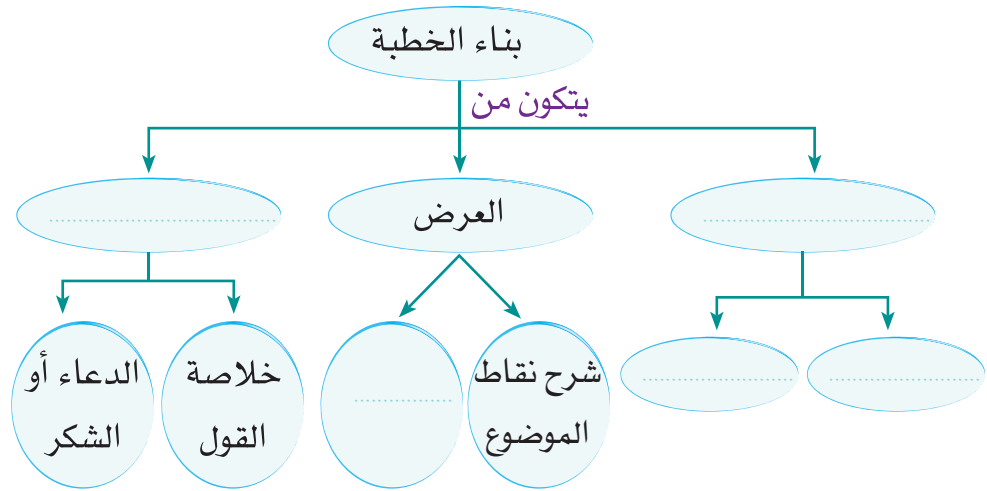 بناء الخطبة
يتكون من
العرض
شرح نقاط
الموضوع
خلاصة
القول
الدعاء أو
الشكر